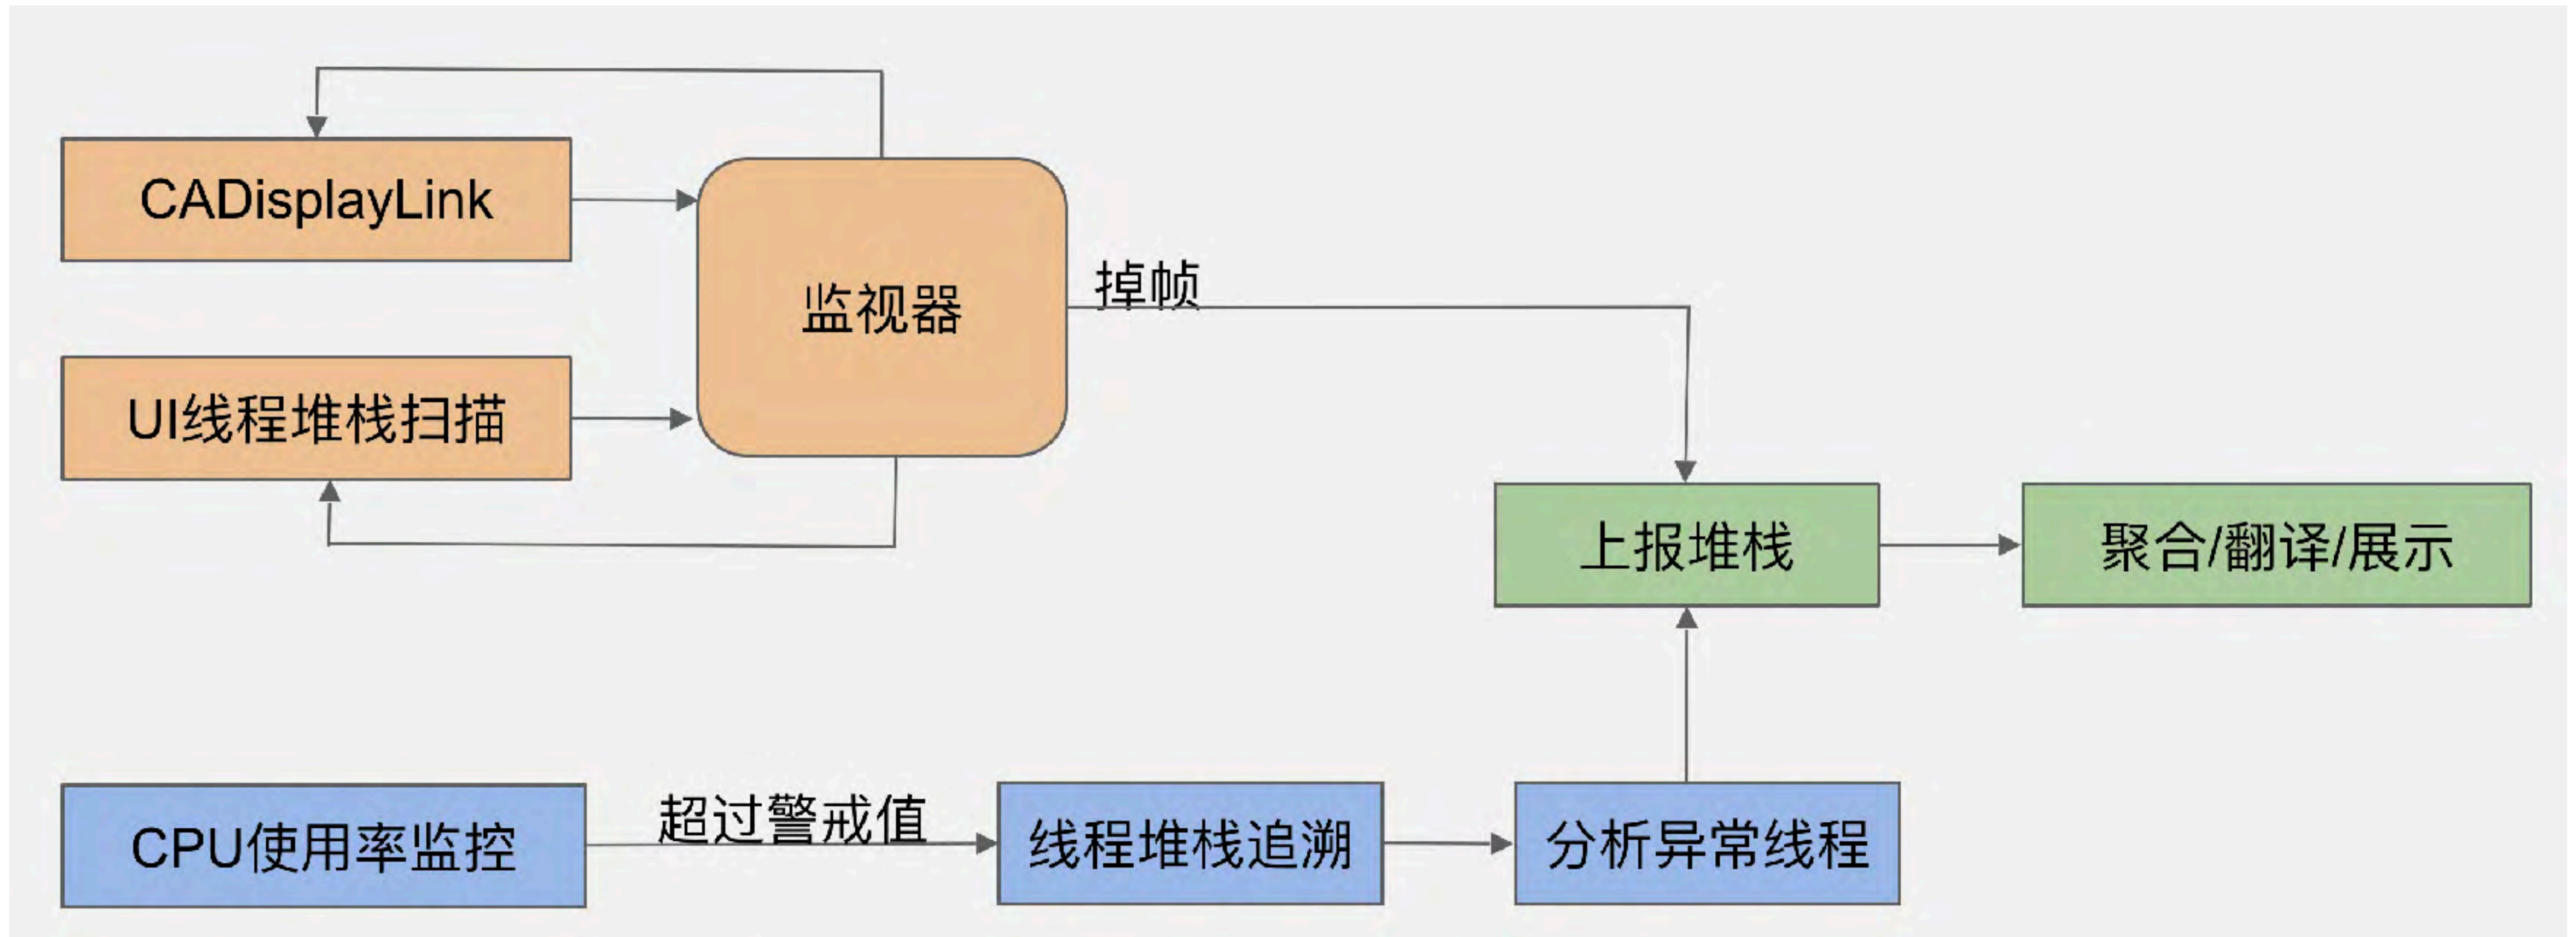 CADisplayLink
监视器
掉帧
UI线程堆栈扫描
上报堆栈
聚合/翻译/展示
CPU使用率监控
超过警戒值
线程堆栈追溯
分析异常线程